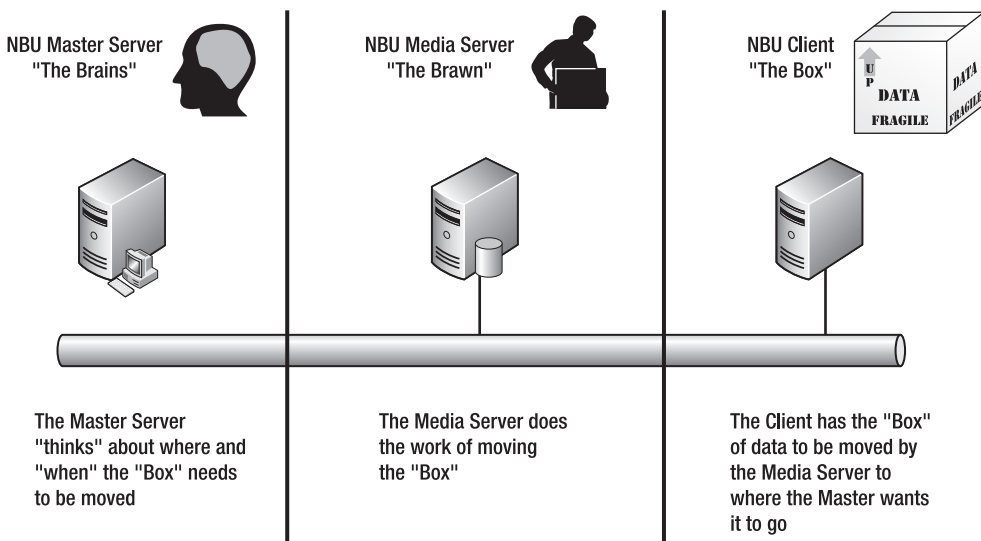 NBU Master Server
"The Brains"
NBU Media Server
"The Brawn"
NBU Client
"The Box"
UP
DATA
FRAGILE
DATA
FRAGILE
The Master Server
"thinks" about where and
"when" the "Box" needs
to be moved
The Media Server does
the work of moving
the "Box"
The Client has the "Box"
of data to be moved by
the Media Server to
where the Master wants
it to go